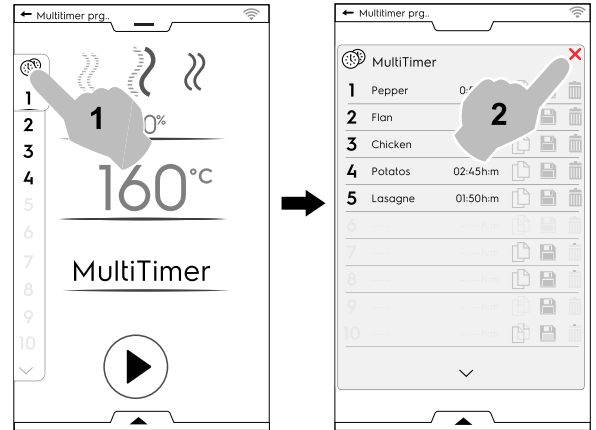 Multitimer prg..
1
2
3
4
5
6
7
8
9
10
1
0%
160°C
MultiTimer
Multitimer prg..
MultiTimer
2
1 Pepper
2 Flan
3 Chicken
4 Potatos 02:45h:m
5 Lasagne 01:50h:m
6
7
8
9
10